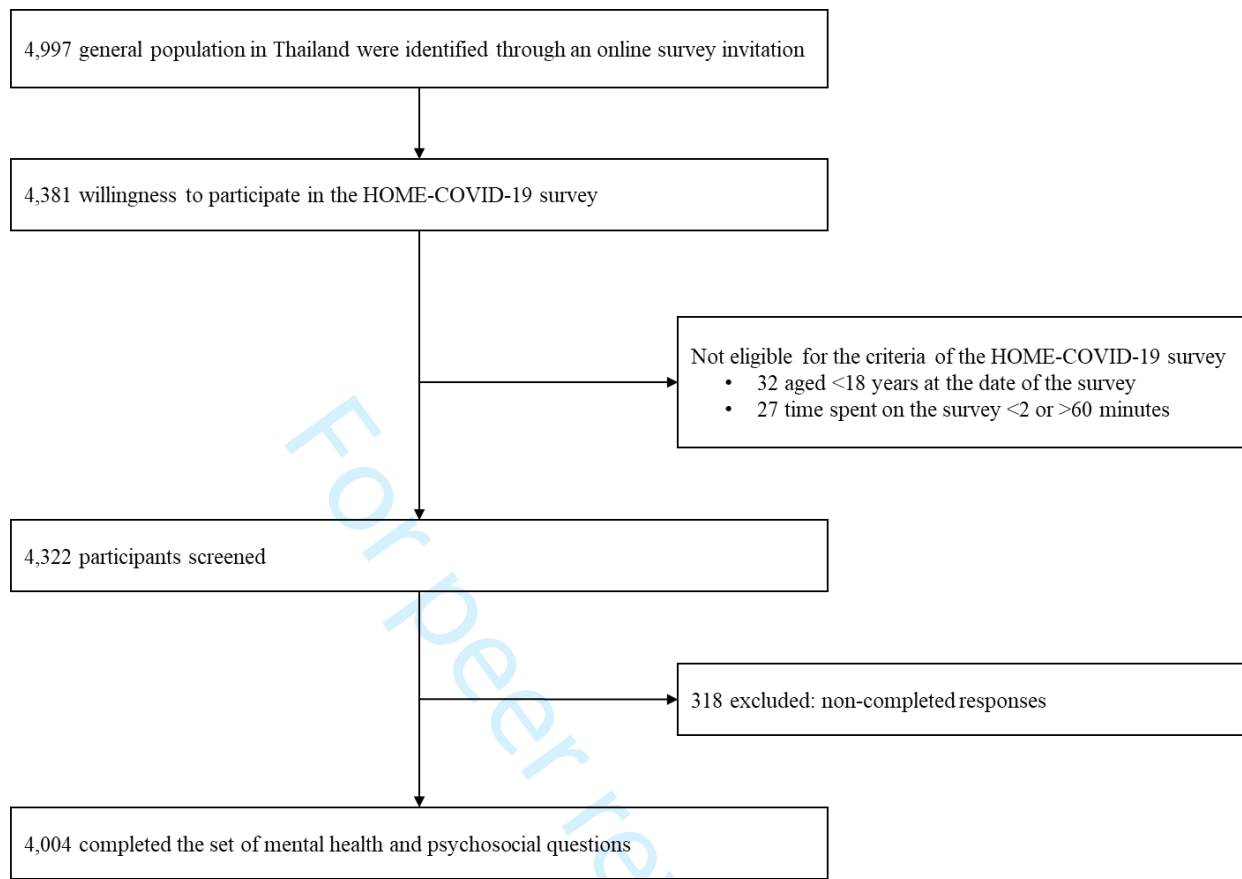 4,997 general population in Thailand were identified through an online survey invitation
4,381 willingness to participate in the HOME-COVID-19 survey
Not eligible for the criteria of the HOME-COVID-19 survey
• 32 aged <18 years at the date of the survey
• 27 time spent on the survey <2 or >60 minutes
4,322 participants screened
318 excluded: non-completed responses
4,004 completed the set of mental health and psychosocial questions
For peer